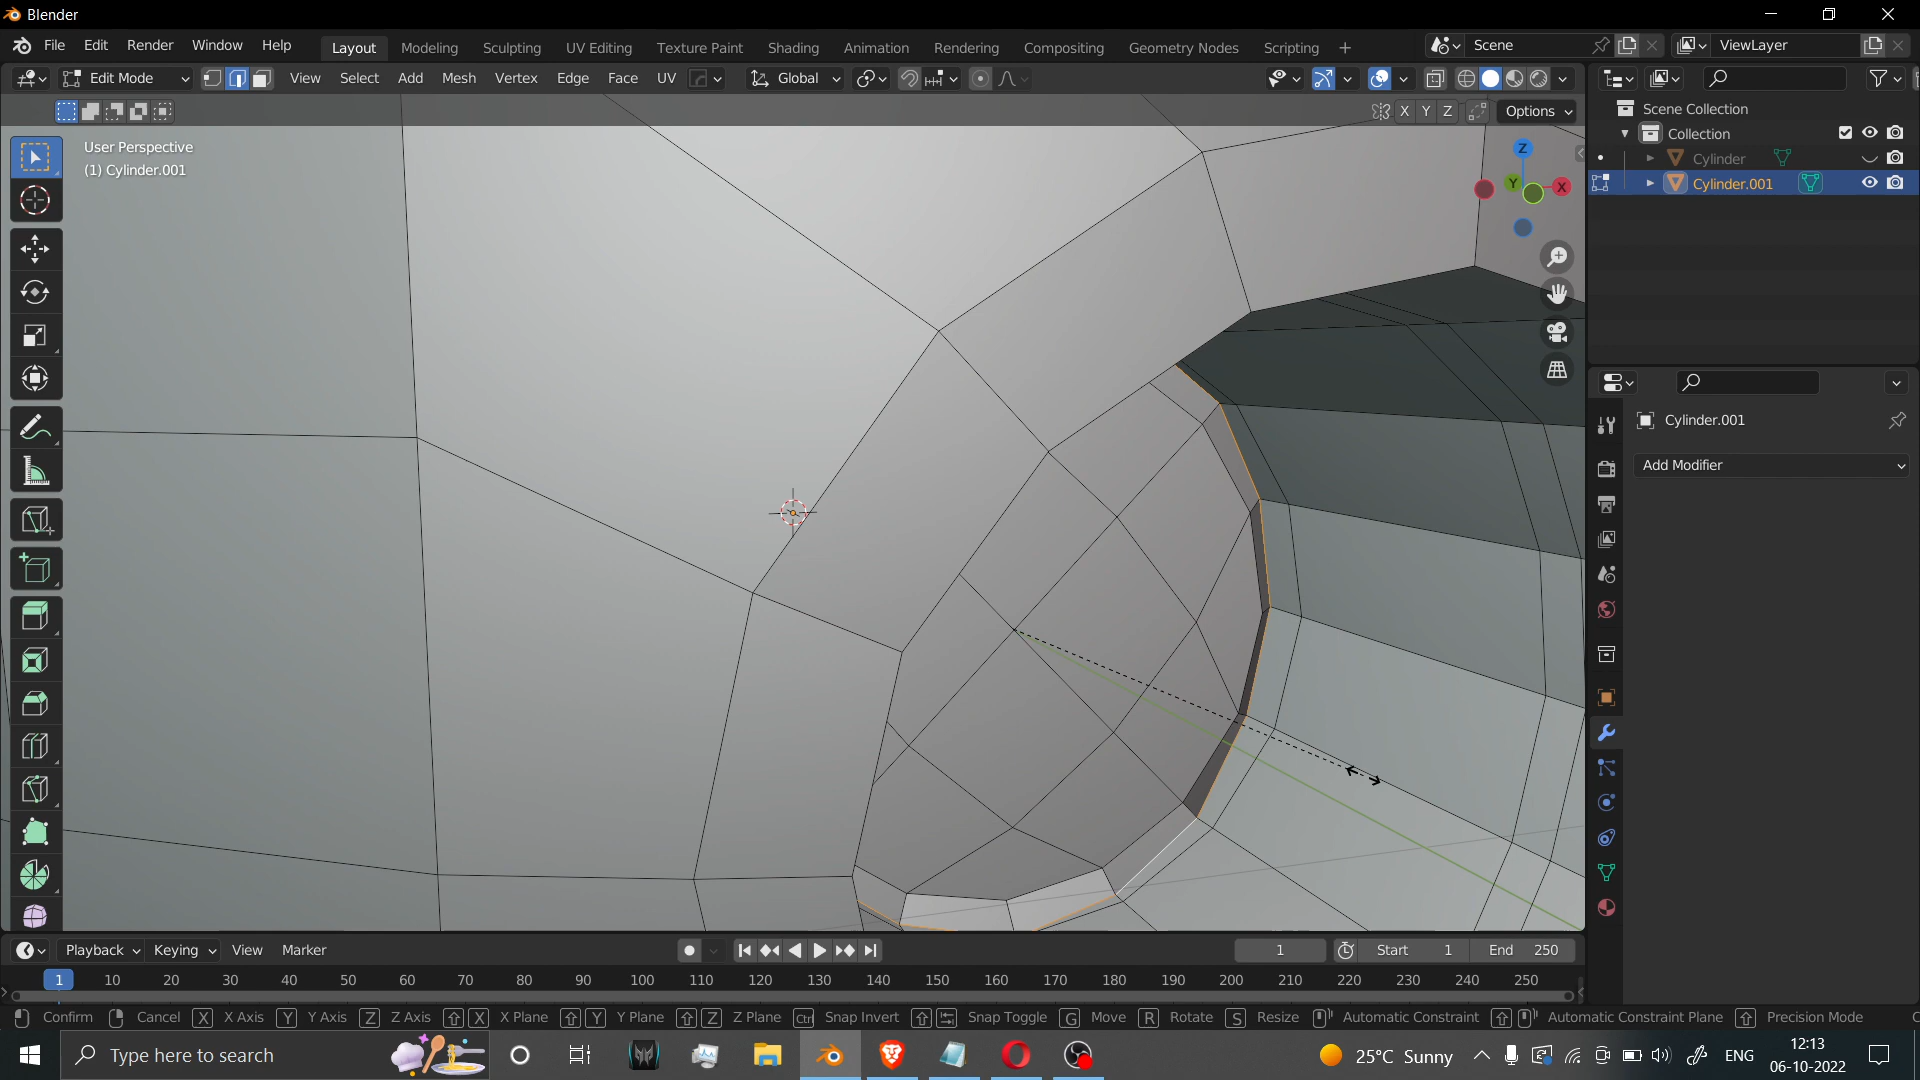 Blender
File Edit Render Window Help Layout Modeling Sculpting UV Editing Texture Paint Shading Animation Rendering Compositing Geometry Nodes Scripting + Scene ViewLayer
Edit Mode View Select Add Mesh Vertex Edge Face UV Global
X Y Z Options
User Perspective
(1) Cylinder.001
Z
Y
X
Scene Collection
Collection
Cylinder
Cylinder.001
Cylinder.001
Add Modifier
Playback Keying View Marker 1 Start 1 End 250
1 10 20 30 40 50 60 70 80 90 100 110 120 130 140 150 160 170 180 190 200 210 220 230 240 250
Confirm Cancel X X Axis Y Y Axis Z Z Axis X X Plane Y Y Plane Z Z Plane Ctrl Snap Invert Snap Toggle G Move R Rotate S Resize Automatic Constraint Automatic Constraint Plane Precision Mode
Type here to search 25°C Sunny ENG 12:13
06-10-2022